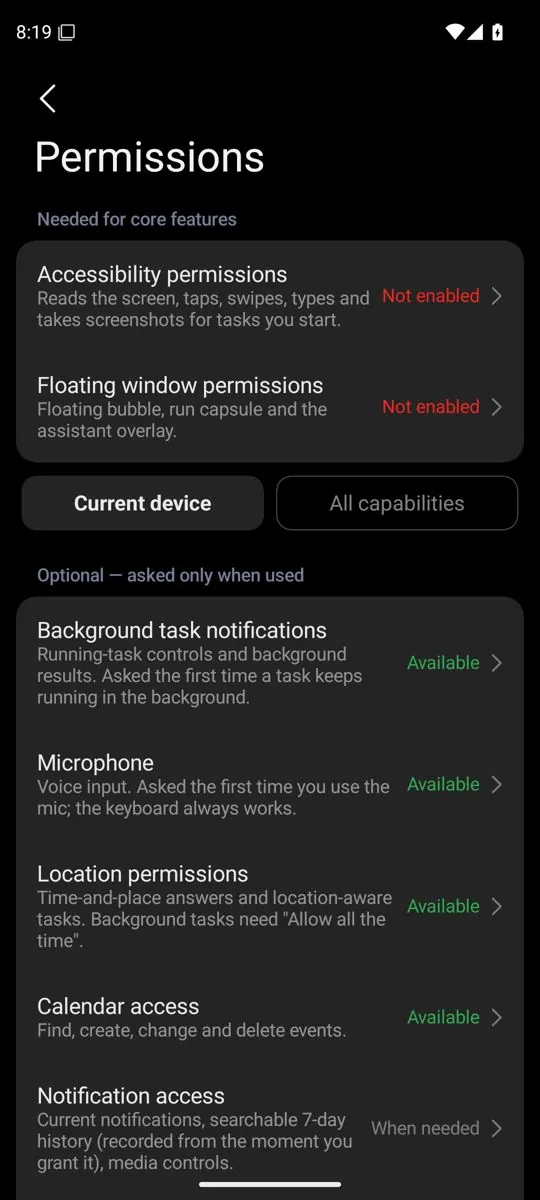 8:19
Permissions
Needed for core features
Accessibility permissions
Reads the screen, taps, swipes, types and
takes screenshots for tasks you start.
Not enabled
Floating window permissions
Floating bubble, run capsule and the
assistant overlay.
Not enabled
Current device
All capabilities
Optional — asked only when used
Background task notifications
Running-task controls and background
results. Asked the first time a task keeps
running in the background.
Available
Microphone
Voice input. Asked the first time you use the
mic; the keyboard always works.
Available
Location permissions
Time-and-place answers and location-aware
tasks. Background tasks need "Allow all the
time".
Available
Calendar access
Find, create, change and delete events.
Available
Notification access
Current notifications, searchable 7-day
history (recorded from the moment you
grant it), media controls.
When needed